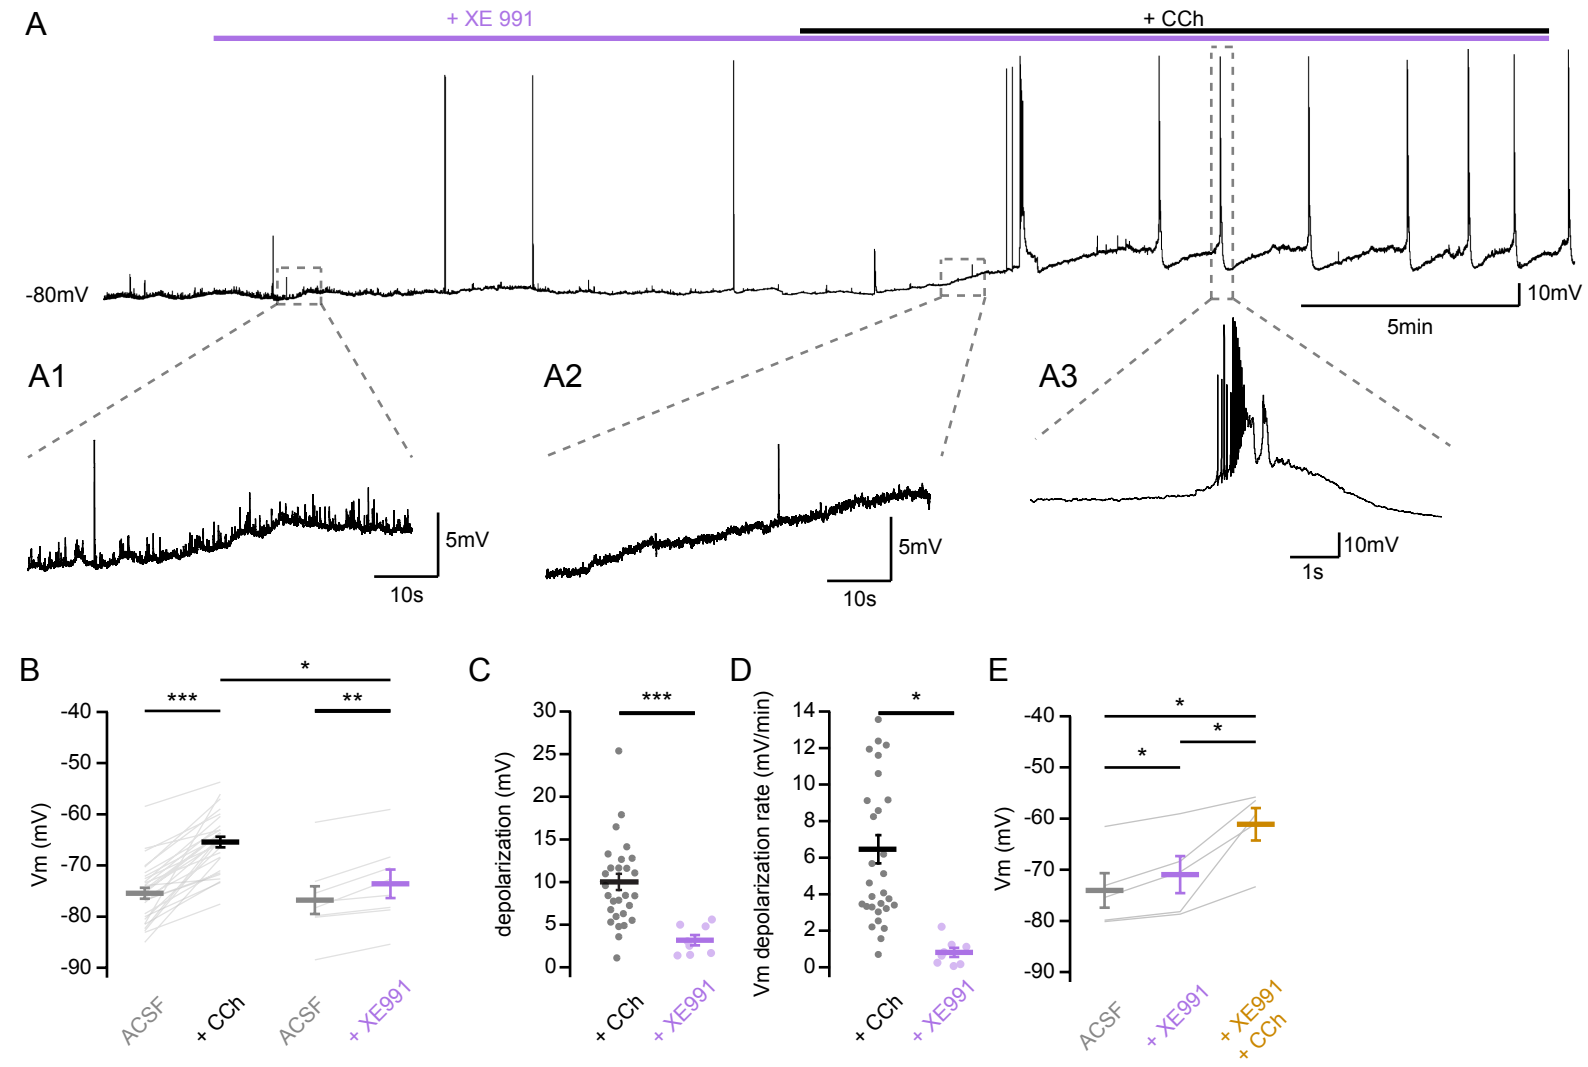 A
+ XE 991
+ CCh
-80mV
10mV
5min
A1
A2
A3
5mV
10s
5mV
10s
10mV
1s
B
*
***
**
Vm (mV)
-40
-50
-60
-70
-80
-90
ACSF
+ CCh
ACSF
+ XE991
C
***
depolarization (mV)
30
25
20
15
10
5
0
+ CCh
+ XE991
D
*
Vm depolarization rate (mV/min)
14
12
10
8
6
4
2
0
+ CCh
+ XE991
E
*
*
*
Vm (mV)
-40
-50
-60
-70
-80
-90
ACSF
+ XE991
+ XE991
+ CCh